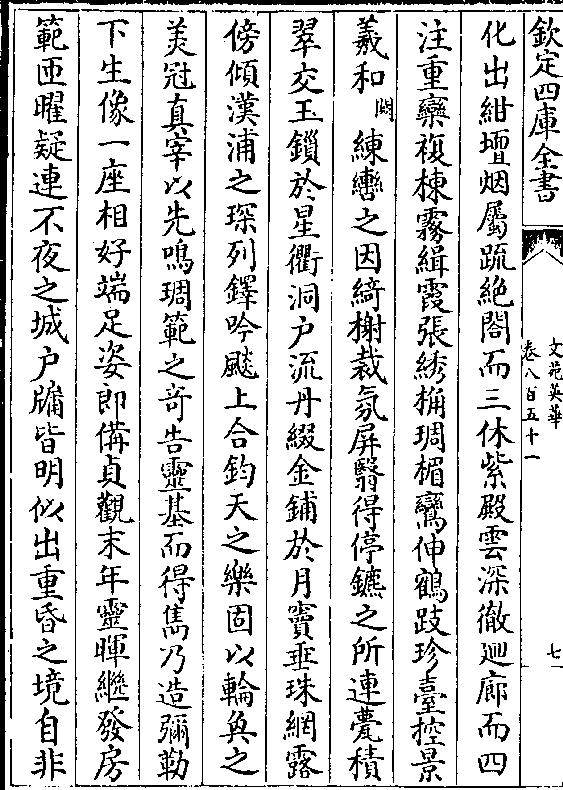 欽定四庫全書
文苑英華
卷八百五十一
七
化出紺壇烟屬䟽絶閤而三休紫殿雲深徹廻廊而四
注重欒複棟霧緝霞張綉桷琱楣鸞伸鶴跂珍臺控景
羲和闕練轡之因綺榭裁氛屏翳得停鑣之所連甍積
翠交玉鎖於星衢洞户流丹綴金鋪於月竇垂珠網露
傍傾漢浦之琛列鐸吟飇上合鈞天之樂固以輪奐之
美冠真宰以先鳴琱範之竒告靈基而得雋乃造彌勒
下生像一座相好端足姿即備貞觀末年靈暉繼發房
範匝曜疑連不夜之城户牖皆明似出重昏之境自非